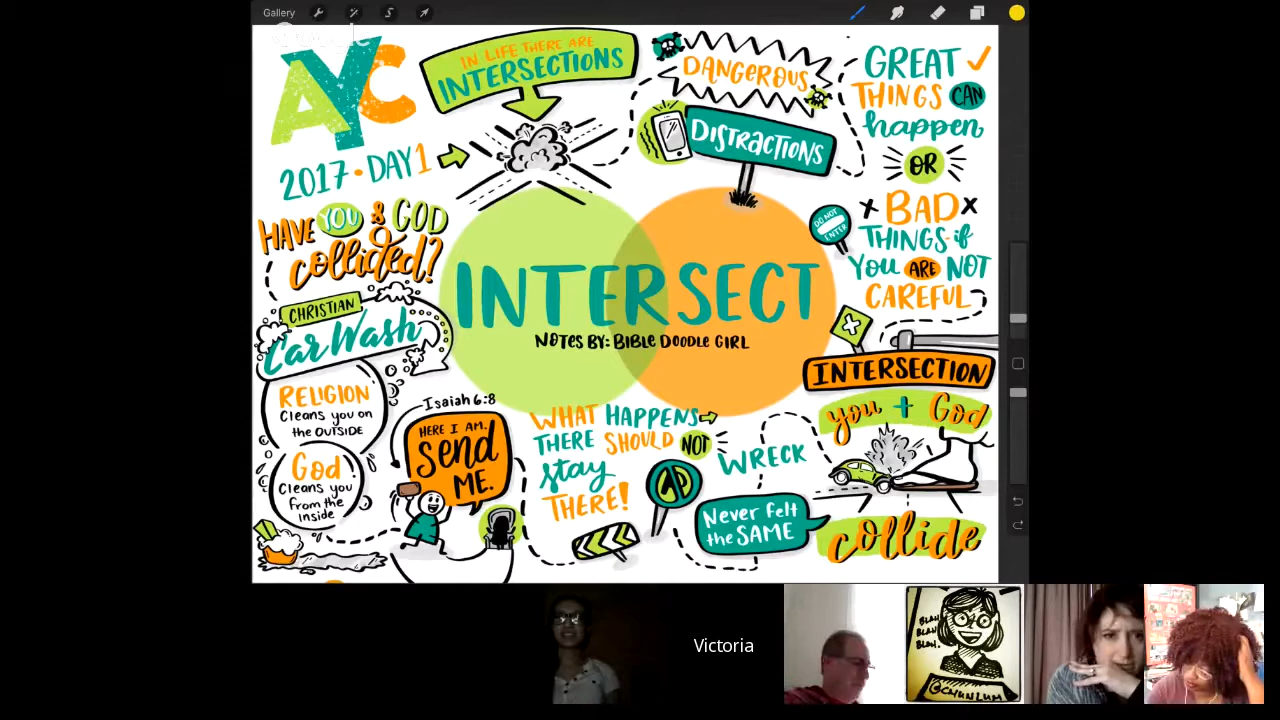 Gallery
AYC
2017 • DAY 1
IN LIFE THERE ARE
INTERSECTIONS
DANGEROUS
DISTRACTIONS
GREAT
THINGS CAN
happen
OR
BAD
THINGS if
You ARE NOT
CAREFUL
DO NOT
ENTER
HAVE YOU & GOD
collided?
CHRISTIAN
Car Wash
RELIGION
Cleans you on
the OUTSIDE
God
Cleans you
from the
inside
INTERSECT
NOTES BY: BIBLE DOODLE GIRL
Isaiah 6:8
HERE I AM.
Send
ME.
WHAT HAPPENS
THERE SHOULD NOT
stay
THERE!
WRECK
Never felt
the SAME
INTERSECTION
you + God
collide
Victoria
BLAH
BLAH
BLAH.